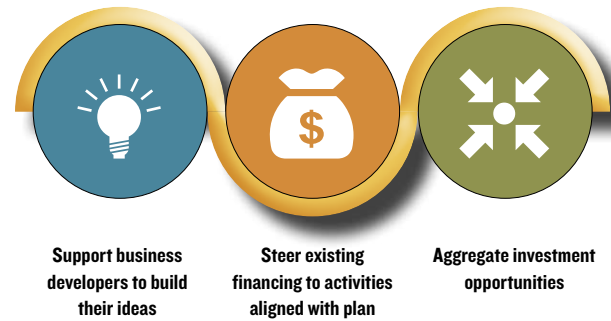 $
Support business
developers to build
their ideas
Steer existing
financing to activities
aligned with plan
Aggregate investment
opportunities